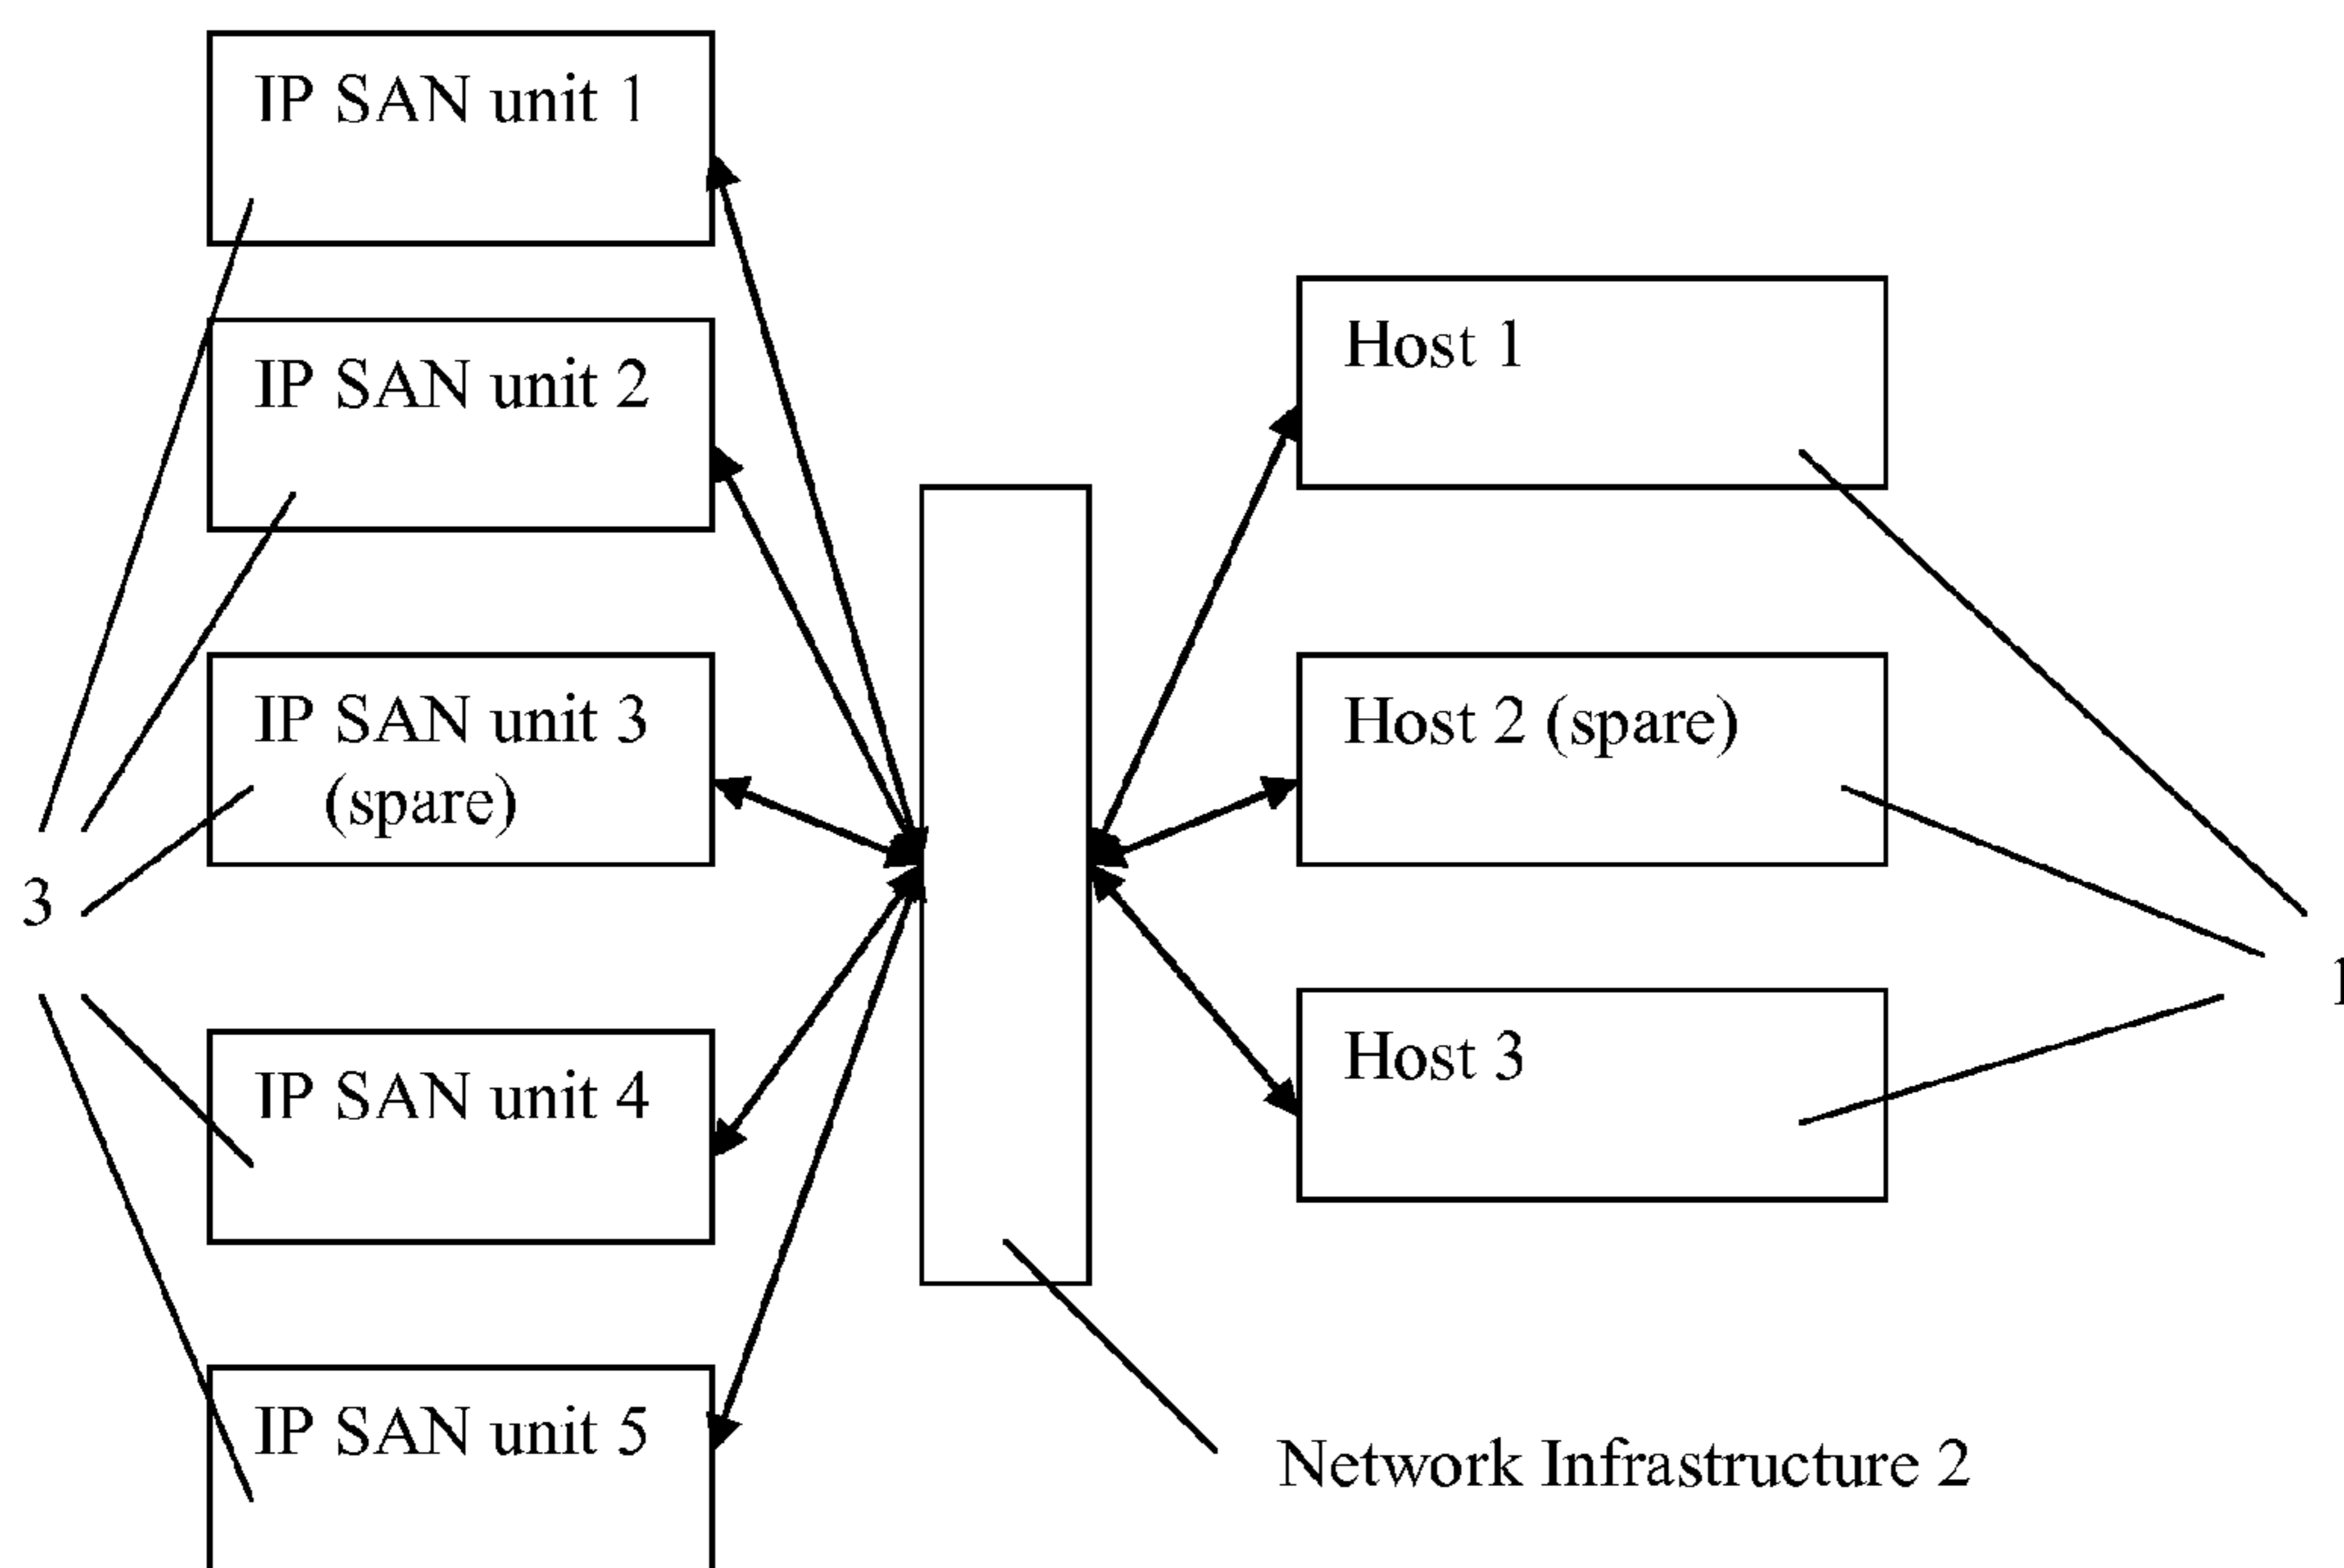 IP SAN unit 1
IP SAN unit 2
IP SAN unit 3
(spare)
3
IP SAN unit 4
IP SAN unit 5
Host 1
Host 2 (spare)
Host 3
1
Network Infrastructure 2